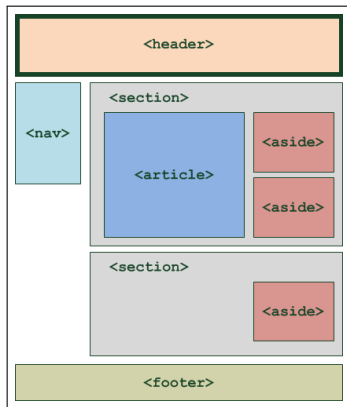 <header>
<nav>
<section>
<article>
<aside>
<aside>
<section>
<aside>
<footer>